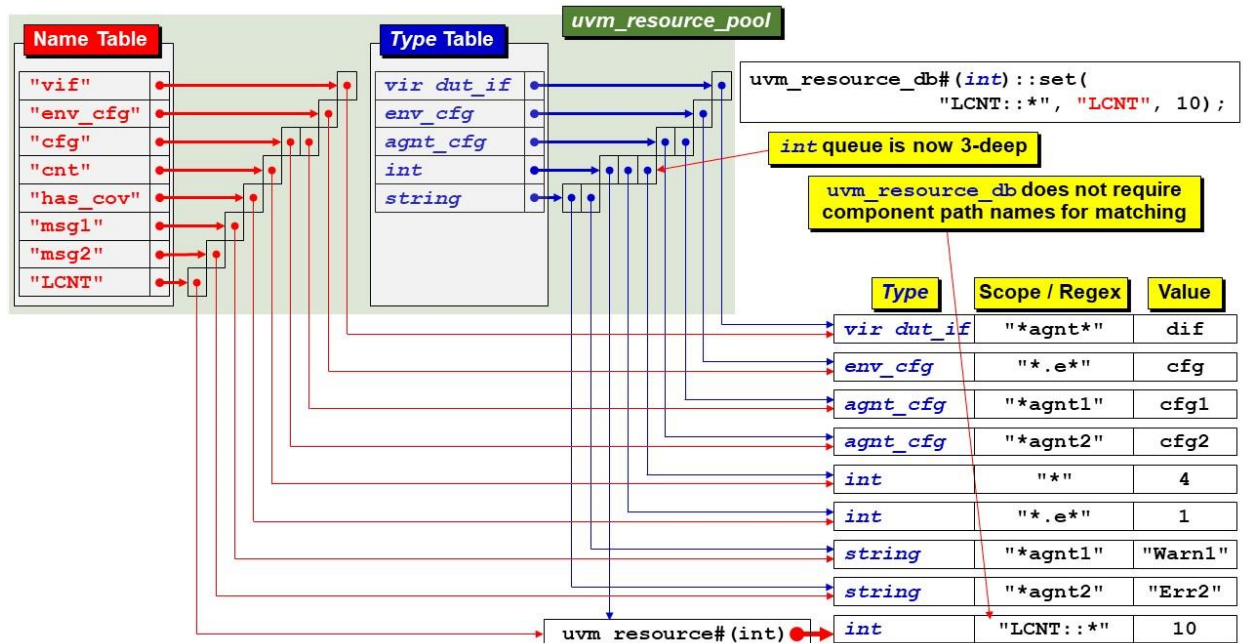 uvm_resource_pool
Name Table
Type Table
"vif"
"env_cfg"
"cfg"
"cnt"
"has_cov"
"msg1"
"msg2"
"LCNT"
vir dut_if
env_cfg
agnt_cfg
int
string
uvm_resource_db#(int)::set(
"LCNT::*", "LCNT", 10);
int queue is now 3-deep
uvm_resource_db does not require
component path names for matching
Type Scope / Regex Value
vir dut_if "*agnt*" dif
env_cfg "*.e*" cfg
agnt_cfg "*agnt1" cfg1
agnt_cfg "*agnt2" cfg2
int "*" 4
int "*.e*" 1
string "*agnt1" "Warn1"
string "*agnt2" "Err2"
uvm_resource#(int) int "LCNT::*" 10